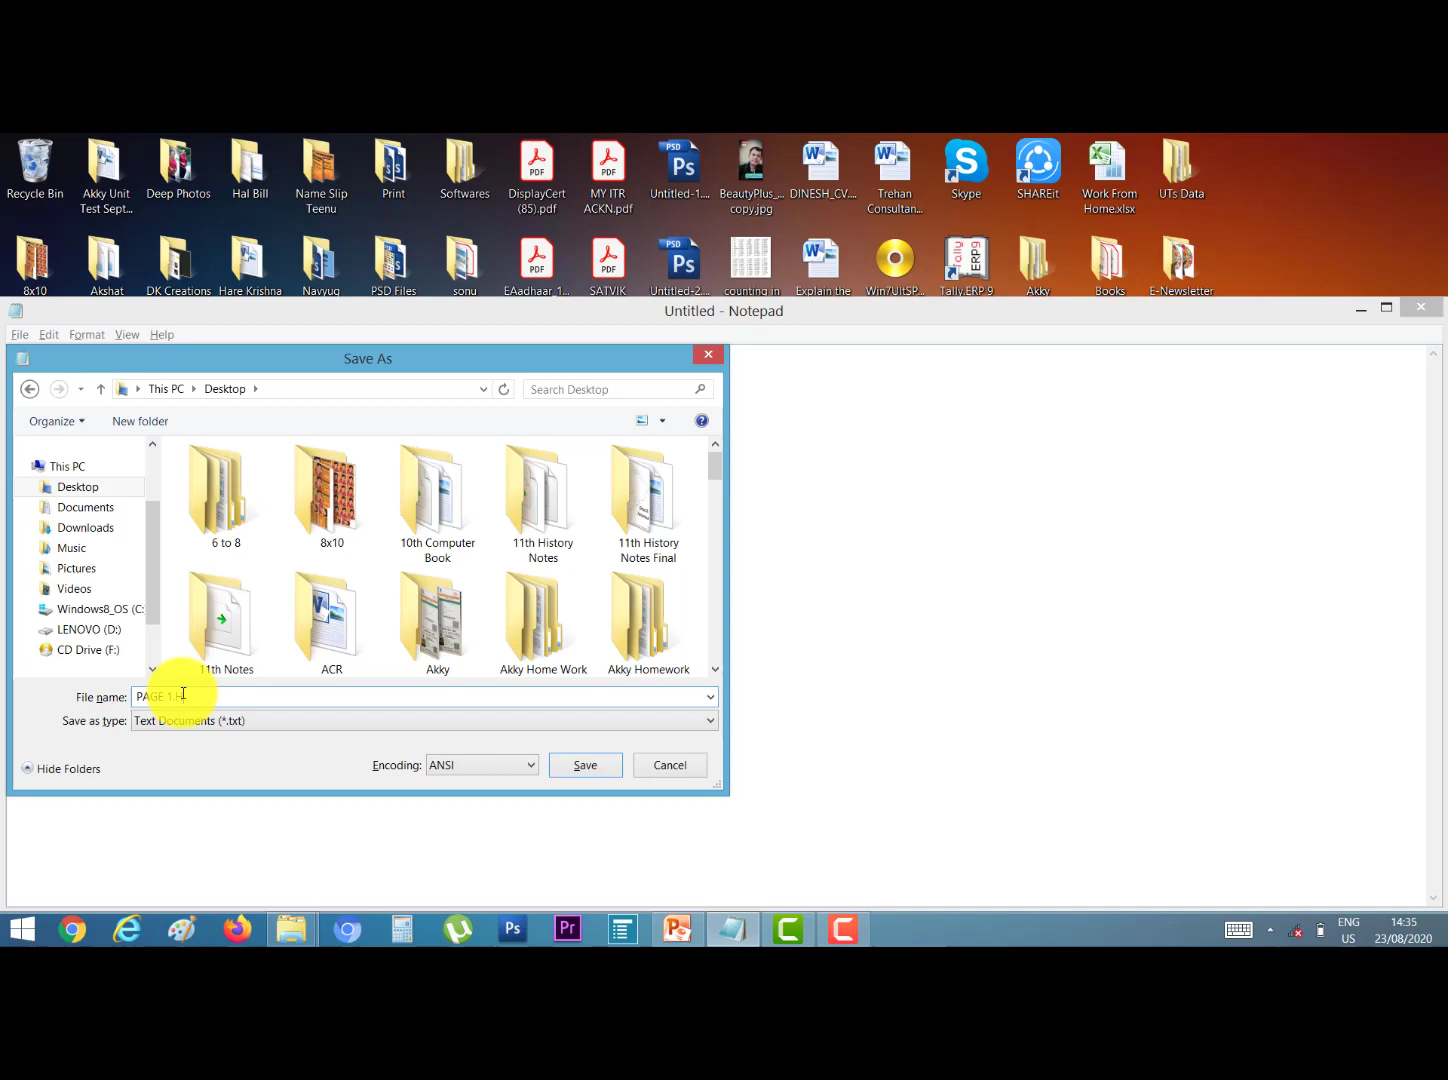 Recycle Bin
Akky Unit Test Sept...
Deep Photos
Hal Bill
Name Slip Teenu
Print
Softwares
DisplayCert (85).pdf
MY ITR ACKN.pdf
Untitled-1....
BeautyPlus_... copy.jpg
DINESH_CV....
Trehan Consultan...
Skype
SHAREit
Work From Home.xlsx
UTs Data
8x10
Akshat
DK Creations
Hare Krishna
Navyug
PSD Files
sonu
EAadhaar_1...
SATVIK
Untitled-2....
counting in
Explain the
Win7UltSP...
Tally.ERP 9
Akky
Books
E-Newsletter
Untitled - Notepad
File Edit Format View Help
Save As
This PC Desktop
Search Desktop
Organize New folder
This PC
Desktop
Documents
Downloads
Music
Pictures
Videos
Windows8_OS (C:
LENOVO (D:)
CD Drive (F:)
6 to 8
8x10
10th Computer Book
11th History Notes
11th History Notes Final
11th Notes
ACR
Akky
Akky Home Work
Akky Homework
File name: PAGE 1.H
Save as type: Text Documents (*.txt)
Hide Folders
Encoding: ANSI Save Cancel
ENG
US
14:35
23/08/2020